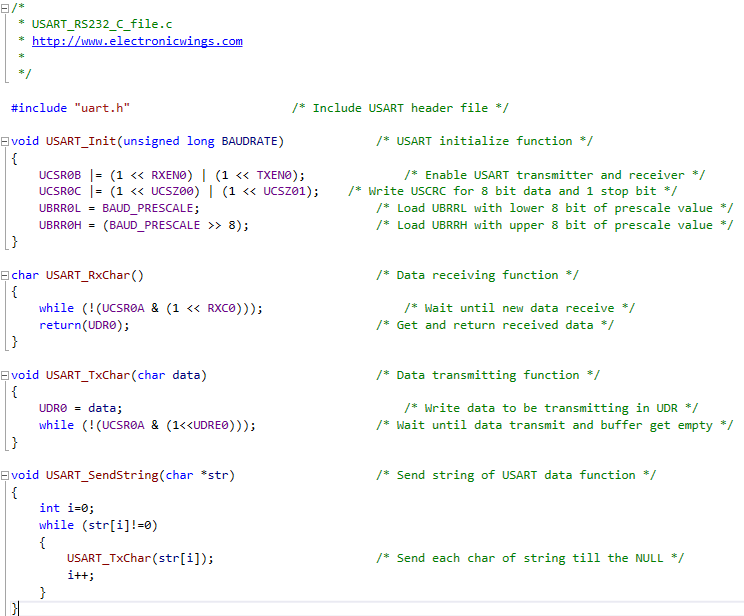 /*
 * USART_RS232_C_file.c
 * http://www.electronicwings.com
 *
 */
#include "uart.h"                       /* Include USART header file */
void USART_Init(unsigned long BAUDRATE)             /* USART initialize function */
{
    UCSR0B |= (1 << RXEN0) | (1 << TXEN0);              /* Enable USART transmitter and receiver */
    UCSR0C |= (1 << UCSZ00) | (1 << UCSZ01);    /* Write USCRC for 8 bit data and 1 stop bit */
    UBRR0L = BAUD_PRESCALE;                         /* Load UBRRL with lower 8 bit of prescale value */
    UBRR0H = (BAUD_PRESCALE >> 8);                  /* Load UBRRH with upper 8 bit of prescale value */
}
char USART_RxChar()                                 /* Data receiving function */
{
    while (!(UCSR0A & (1 << RXC0)));                    /* Wait until new data receive */
    return(UDR0);                                   /* Get and return received data */
}
void USART_TxChar(char data)                        /* Data transmitting function */
{
    UDR0 = data;                                        /* Write data to be transmitting in UDR */
    while (!(UCSR0A & (1<<UDRE0)));                 /* Wait until data transmit and buffer get empty */
}
void USART_SendString(char *str)                    /* Send string of USART data function */
{
    int i=0;
    while (str[i]!=0)
    {
        USART_TxChar(str[i]);                       /* Send each char of string till the NULL */
        i++;
    }
}